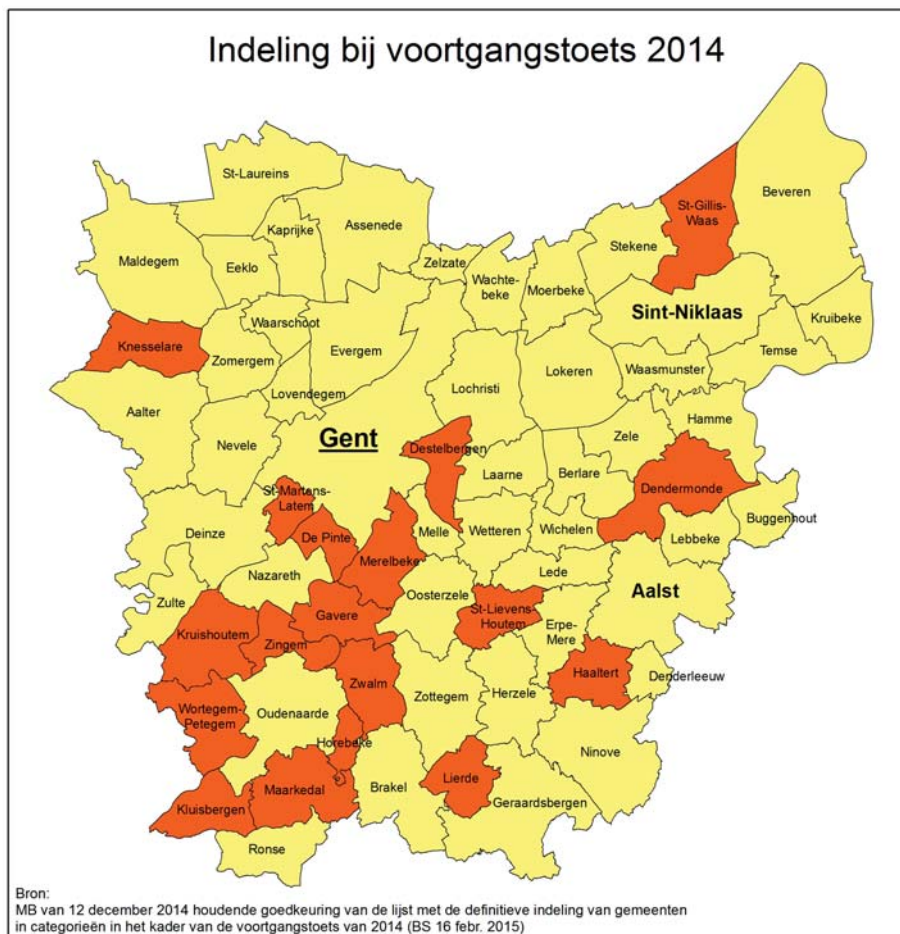 Indeling bij voortgangstoets 2014
St-Laureins
Beveren
St-Gillis-
Waas
Assenede
Kaprijke
Stekene
Maldegem
Eeklo
Zelzate
Wachte-
beke
Moerbeke
Sint-Niklaas
Kruibeke
Waarschoot
Knesselare
Evergem
Temse
Zomergem
Lokeren
Waasmunster
Lochristi
Lovendegem
Aalter
Hamme
Nevele
Gent
Zele
Destelbergen
Laarne
Berlare
Dendermonde
St-Martens-
Latem
Buggenhout
Deinze
De Pinte
Melle
Wetteren
Wichelen
Lebbeke
Merelbeke
Nazareth
Lede
Aalst
Zulte
Oosterzele
St-Lievens-
Houtem
Gavere
Erpe-
Mere
Kruishoutem
Zingem
Haaltert
Denderleeuw
Zwalm
Zottegem
Herzele
Wortegem-
Petegem
Oudenaarde
Horebeke
Ninove
Lierde
Brakel
Maarkedal
Kluisbergen
Geraardsbergen
Ronse
Bron:
MB van 12 december 2014 houdende goedkeuring van de lijst met de definitieve indeling van gemeenten
in categorieën in het kader van de voortgangstoets van 2014 (BS 16 febr. 2015)